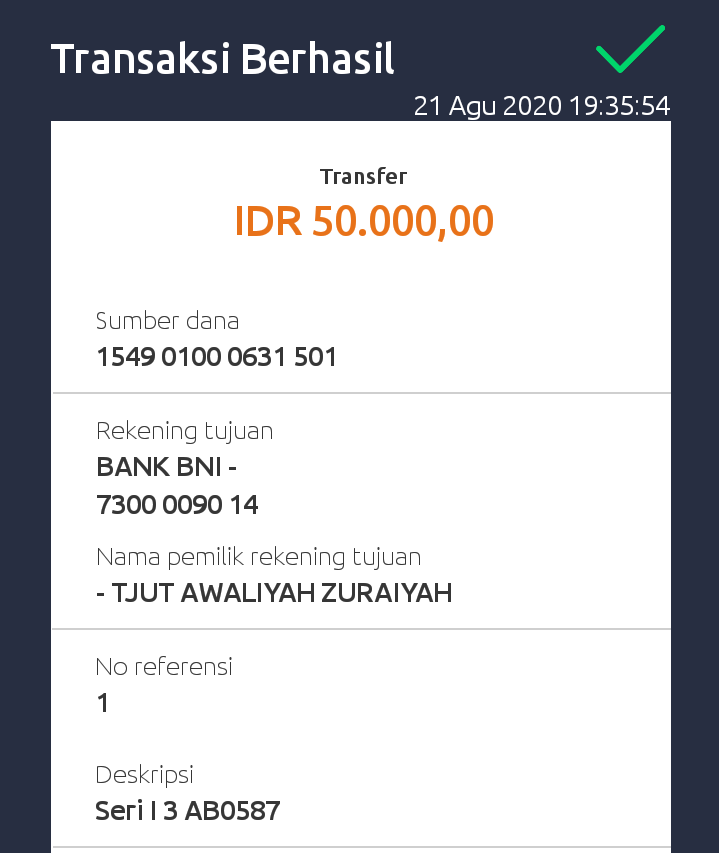 Transaksi Berhasil
21 Agu 2020 19:35:54
Transfer
IDR 50.000,00
Sumber dana
1549 0100 0631 501
Rekening tujuan
BANK BNI -
7300 0090 14
Nama pemilik rekening tujuan
- TJUT AWALIYAH ZURAIYAH
No referensi
1
Deskripsi
Seri I 3 AB0587